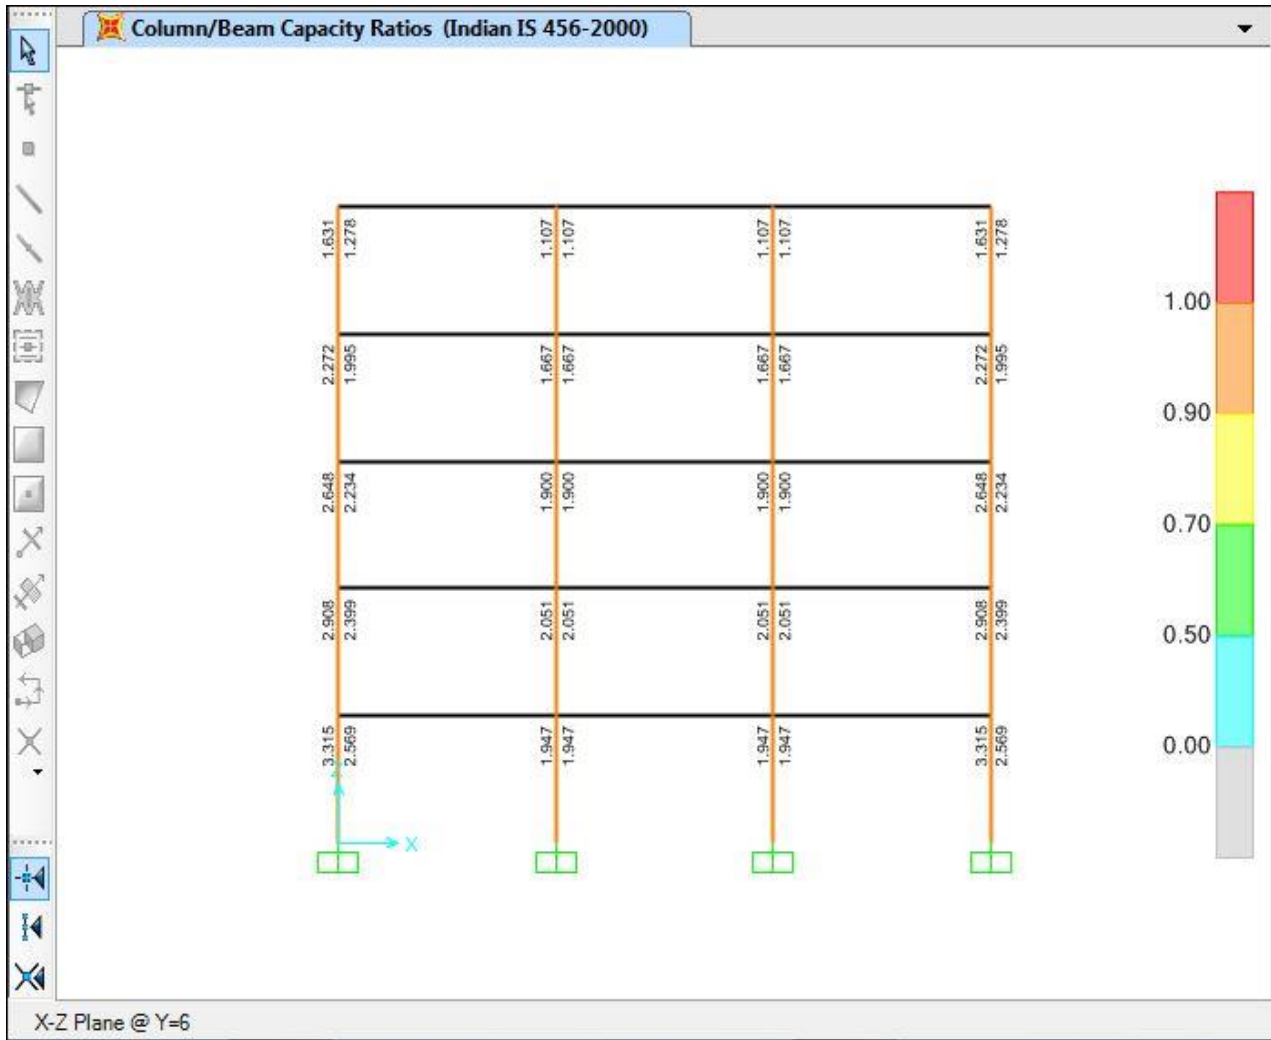 Column/Beam Capacity Ratios (Indian IS 456-2000)
1.631 1.278 1.107 1.107 1.107 1.107 1.631 1.278
1.00
2.272 1.995 1.667 1.667 1.667 1.667 2.272 1.995
0.90
2.648 2.234 1.900 1.900 1.900 1.900 2.648 2.234
0.70
2.908 2.399 2.051 2.051 2.051 2.051 2.908 2.399
0.50
3.315 2.569 1.947 1.947 1.947 1.947 3.315 2.569
0.00
X
X-Z Plane @ Y=6